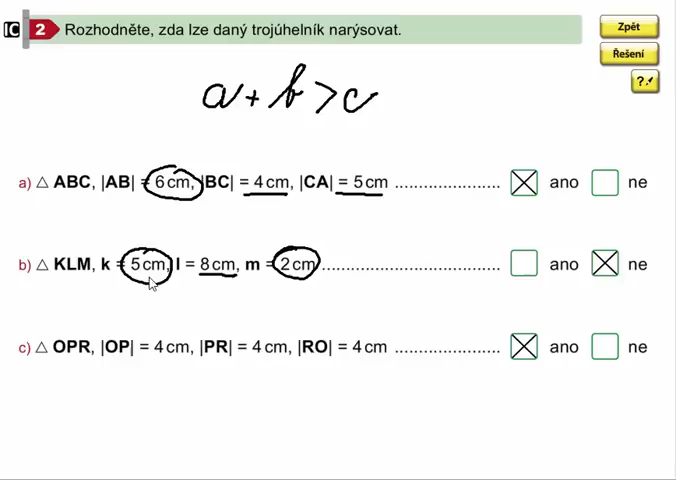 2 Rozhodněte, zda lze daný trojúhelník narýsovat.
Zpět
Řešení
?
a + b > c
a) △ ABC, |AB| = 6 cm, |BC| = 4 cm, |CA| = 5 cm ...................... ano ne
b) △ KLM, k = 5 cm, l = 8 cm, m = 2 cm ..................................... ano ne
c) △ OPR, |OP| = 4 cm, |PR| = 4 cm, |RO| = 4 cm ...................... ano ne